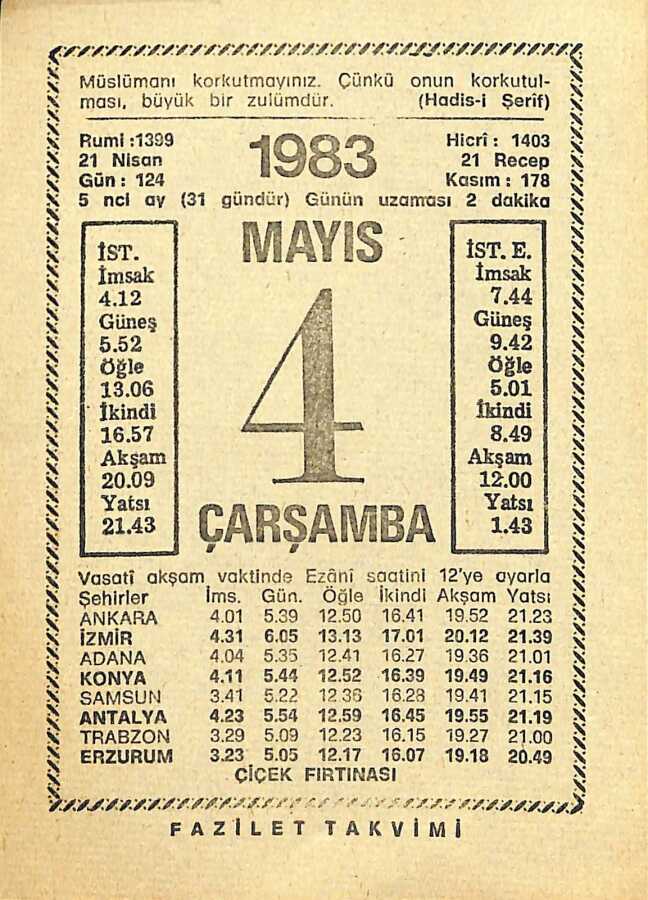 Müslümanı korkutmayınız. Çünkü onun korkutul-
ması, büyük bir zulümdür. (Hadis-i Şerîf)
Rumi :1399 1983 Hicrî : 1403
21 Nisan 21 Recep
Gün : 124 Kasım : 178
5 nci ay (31 gündür) Günün uzaması 2 dakika
MAYIS
İST.
İmsak
4.12
Güneş
5.52
Öğle
13.06
İkindi
16.57
Akşam
20.09
Yatsı
21.43
4
ÇARŞAMBA
İST. E.
İmsak
7.44
Güneş
9.42
Öğle
5.01
İkindi
8.49
Akşam
12.00
Yatsı
1.43
Vasatî akşam vaktinde Ezânî saatini 12'ye ayarla
Şehirler İms. Gün. Öğle İkindi Akşam Yatsı
ANKARA 4.01 5.39 12.50 16.41 19.52 21.23
İZMİR 4.31 6.05 13.13 17.01 20.12 21.39
ADANA 4.04 5.35 12.41 16.27 19.36 21.01
KONYA 4.11 5.44 12.52 16.39 19.49 21.16
SAMSUN 3.41 5.22 12.36 16.28 19.41 21.15
ANTALYA 4.23 5.54 12.59 16.45 19.55 21.19
TRABZON 3.29 5.09 12.23 16.15 19.27 21.00
ERZURUM 3.23 5.05 12.17 16.07 19.18 20.49
ÇİÇEK FIRTINASI
FAZİLET TAKVİMİ